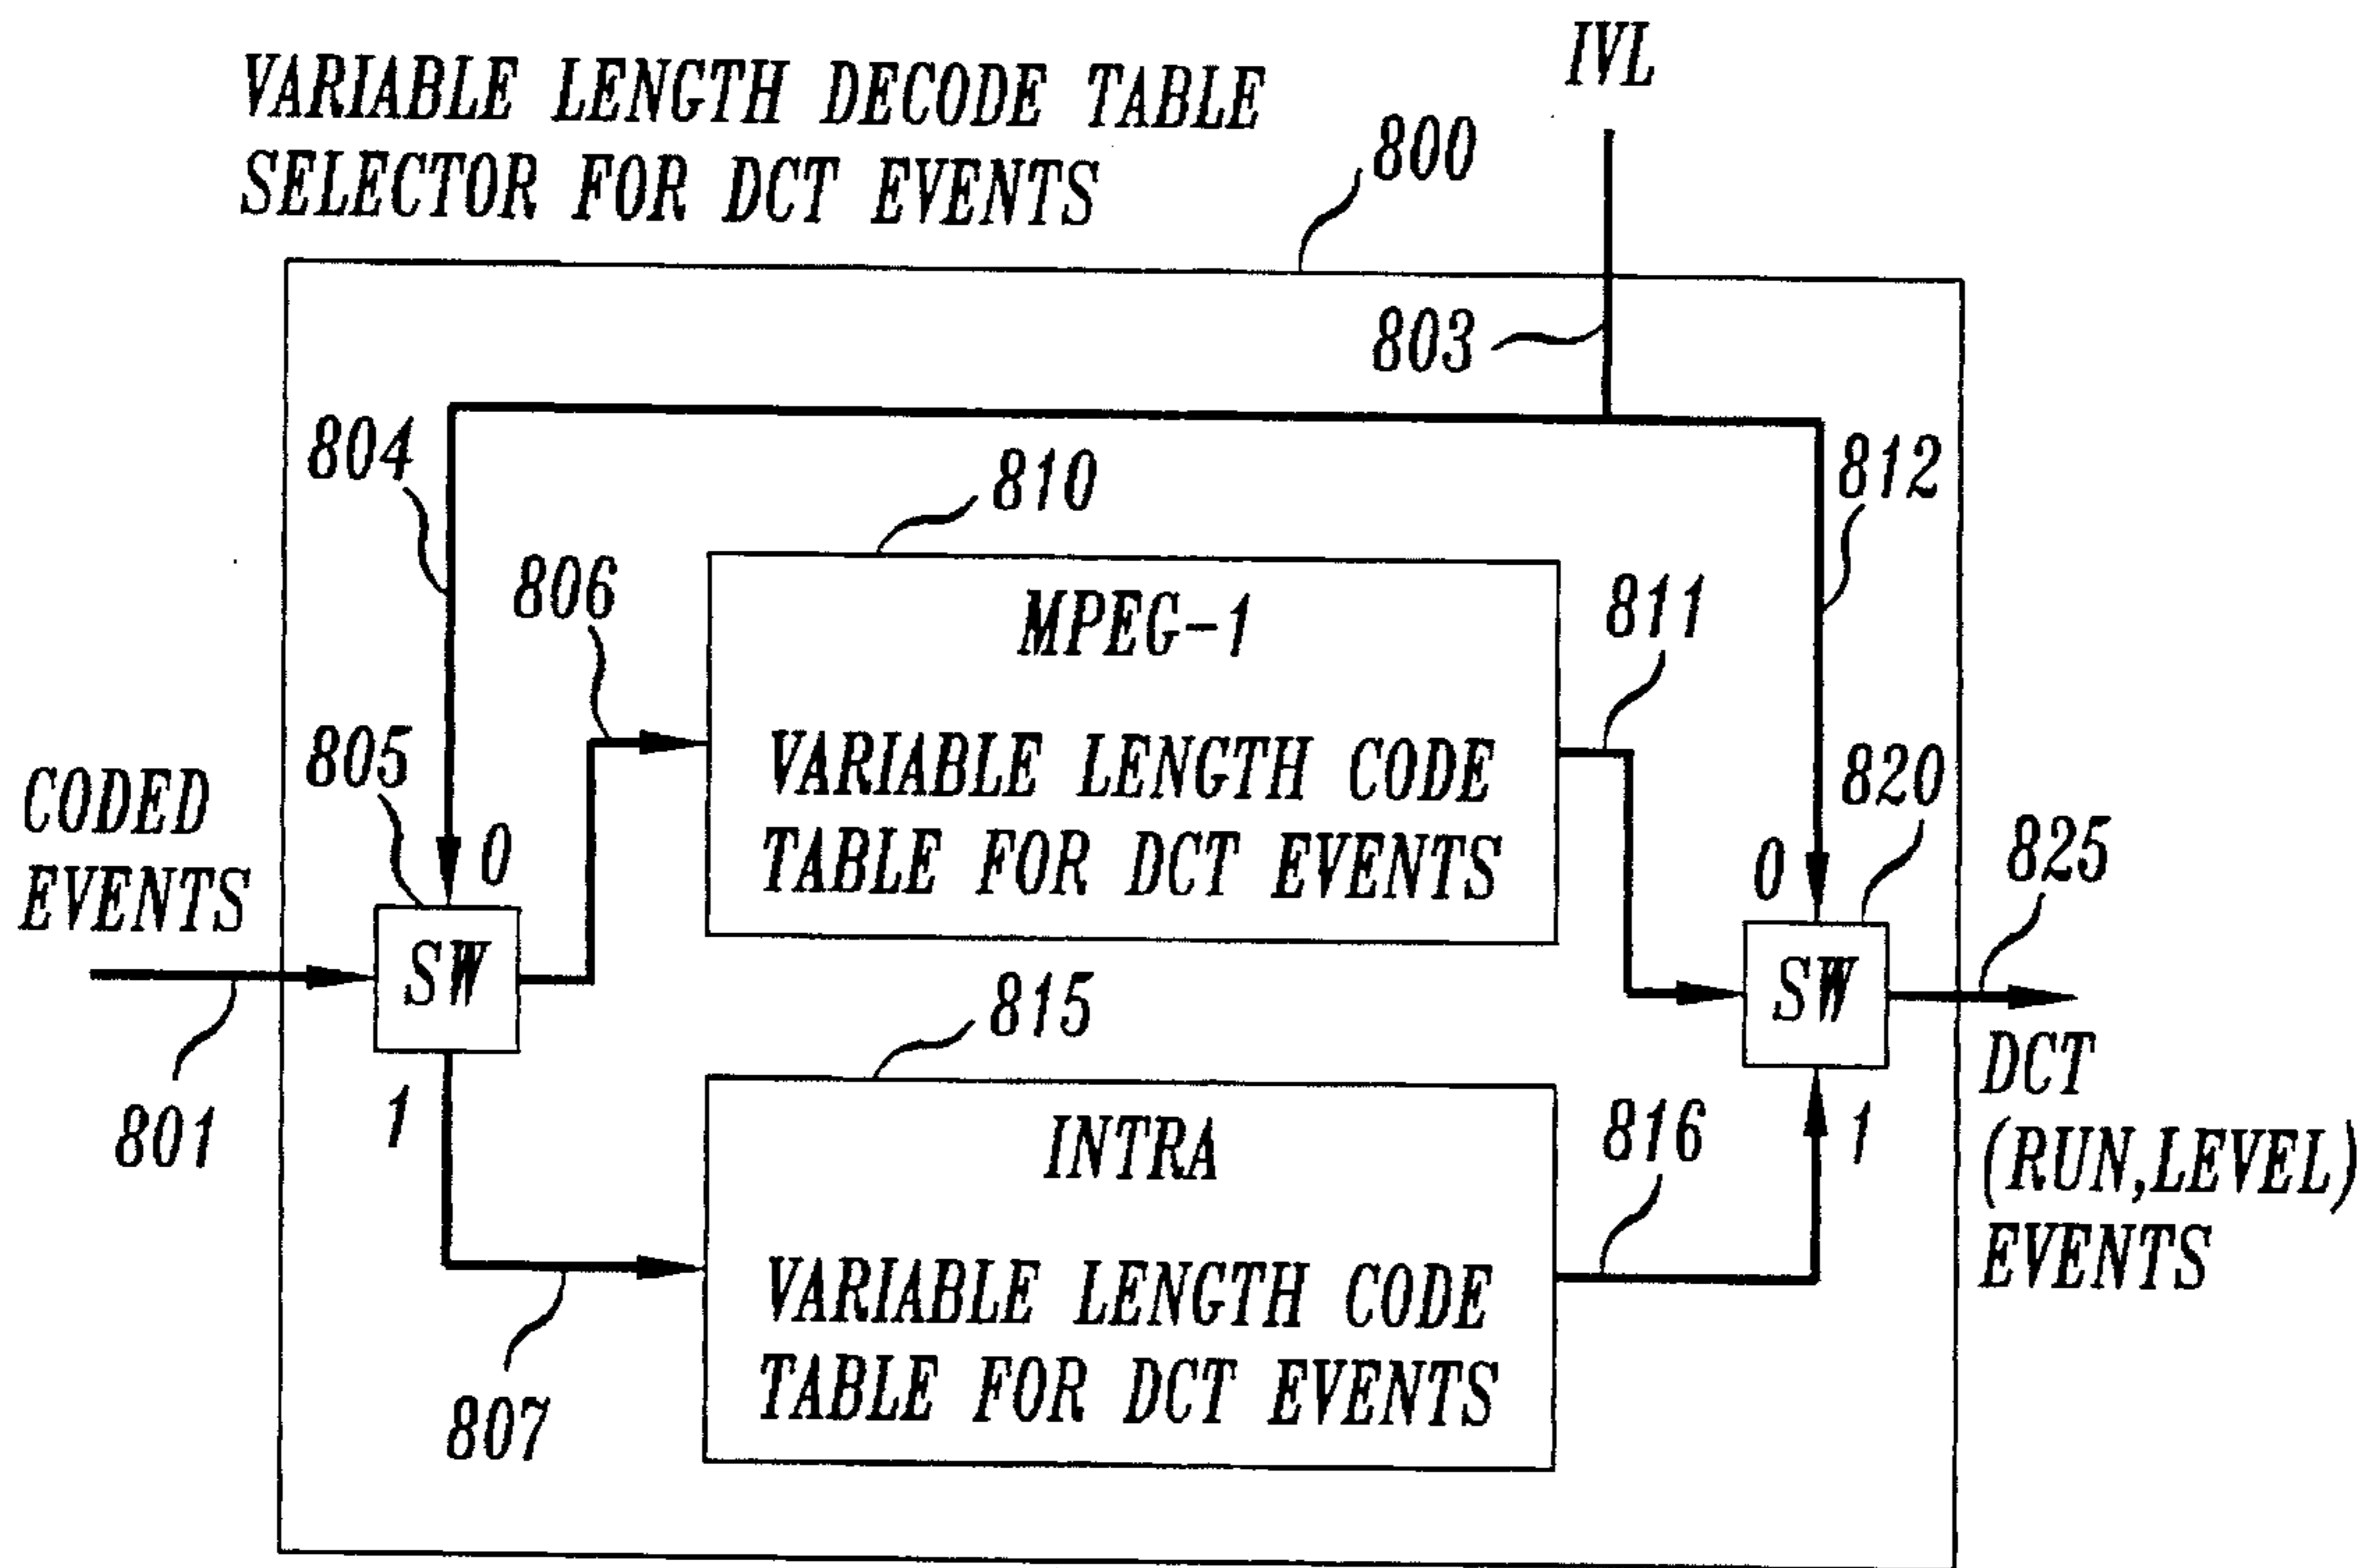 IVL
VARIABLE LENGTH DECODE TABLE
SELECTOR FOR DCT EVENTS
800
803
804
812
810
806
MPEG-1
811
VARIABLE LENGTH CODE
TABLE FOR DCT EVENTS
805
820
CODED
EVENTS
0
0
825
SW
SW
815
801
1
INTRA
816
1
DCT
(RUN,LEVEL)
EVENTS
VARIABLE LENGTH CODE
TABLE FOR DCT EVENTS
807